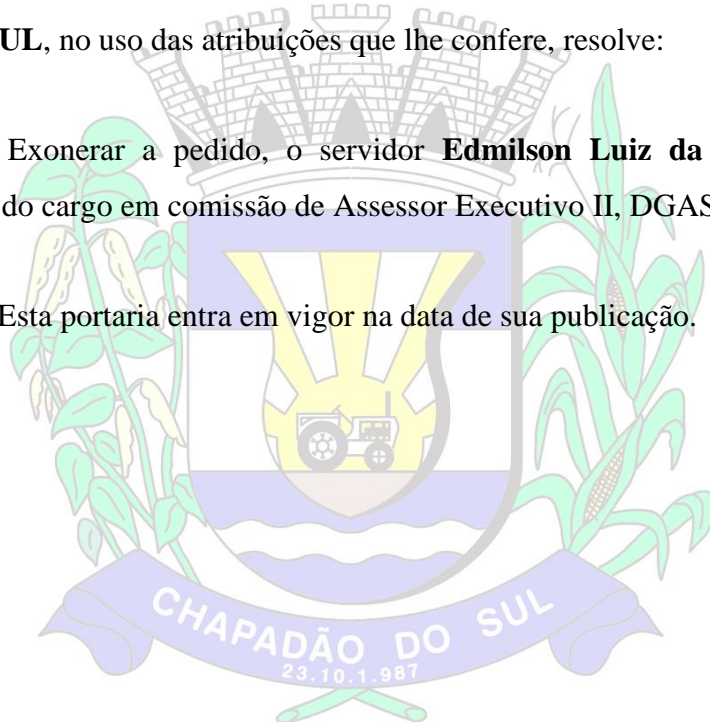 UL, no uso das atribuições que lhe confere, resolve:
Exonerar a pedido, o servidor Edmilson Luiz da
do cargo em comissão de Assessor Executivo II, DGAS
Esta portaria entra em vigor na data de sua publicação.
CHAPADÃO DO SUL
23.10.1.987